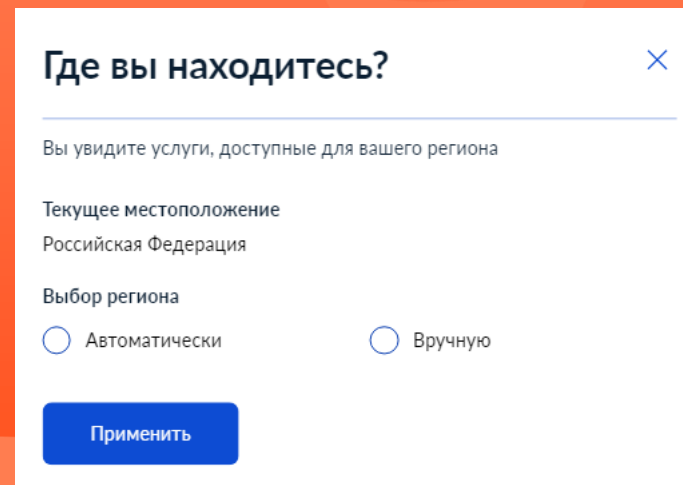 Где вы находитесь?
Вы увидите услуги, доступные для вашего региона
Текущее местоположение
Российская Федерация
Выбор региона
Автоматически Вручную
Применить